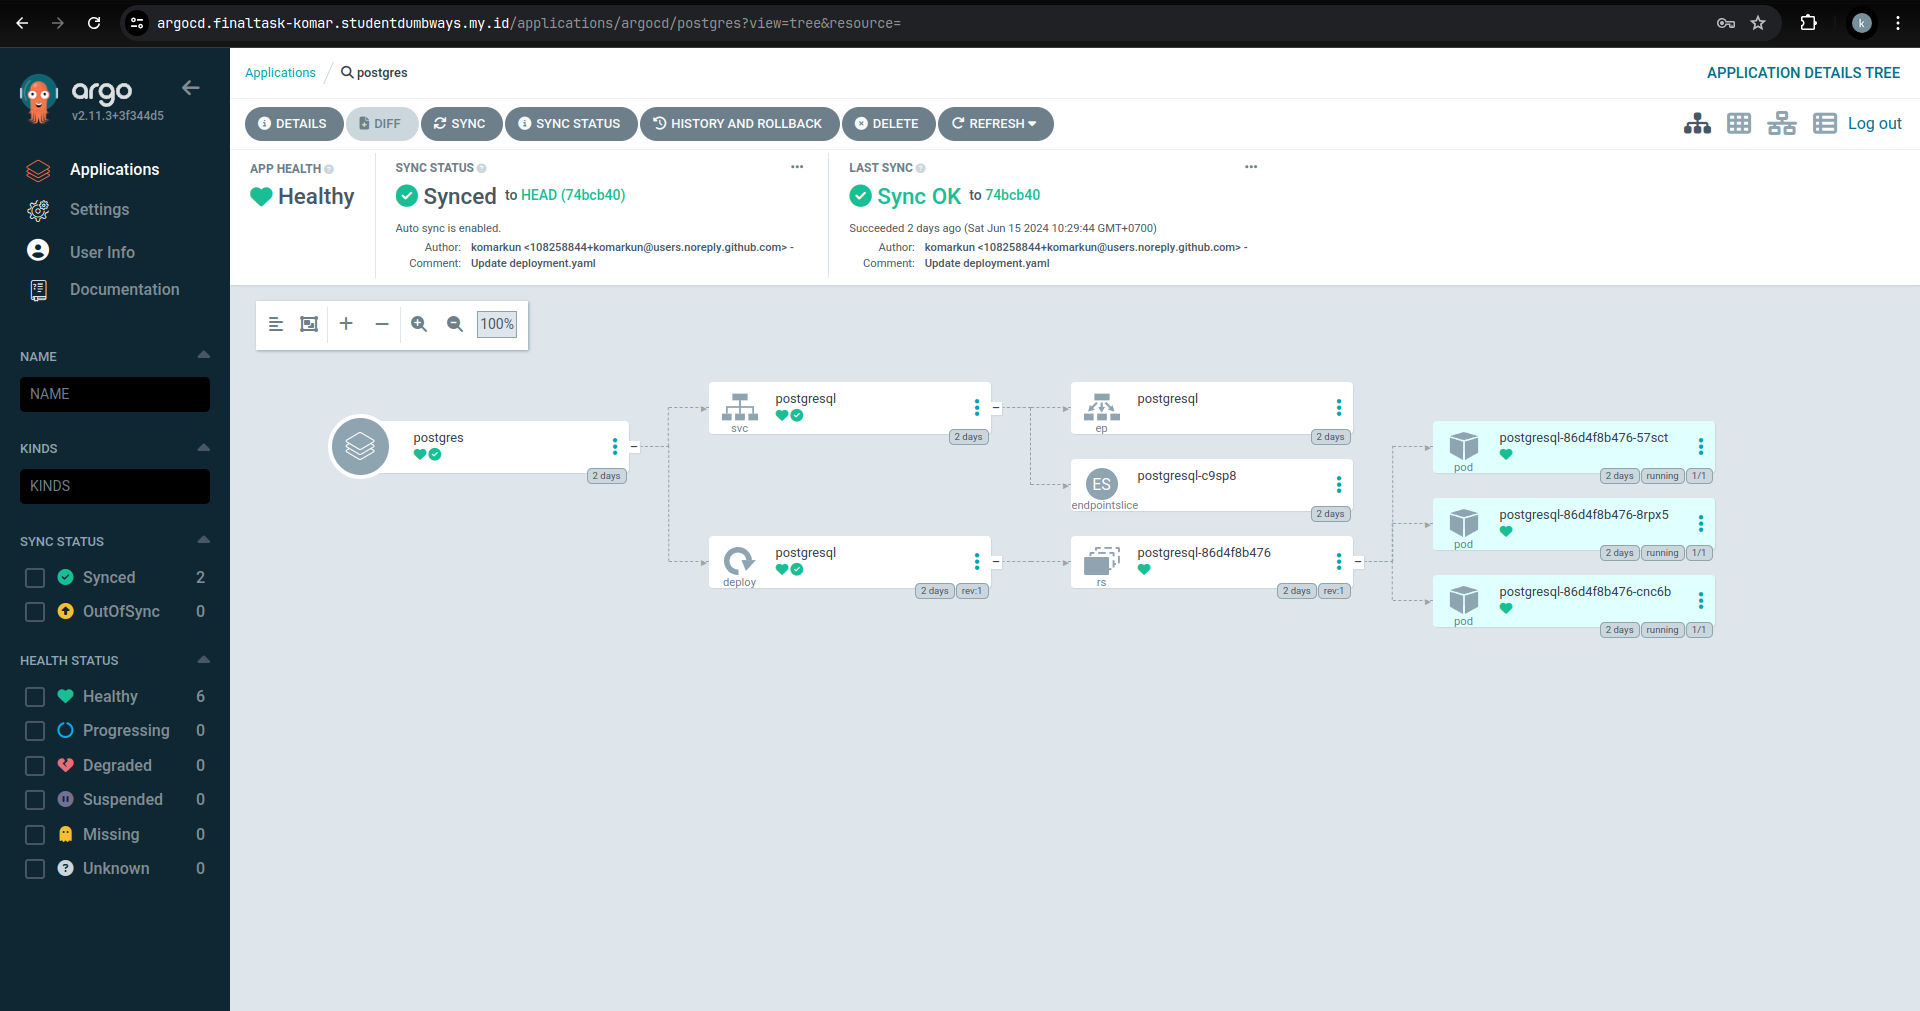 argocd.finaltask-komar.studentdumbways.my.id/applications/argocd/postgres?view=tree&resource=
k
argo
v2.11.3+3f344d5
Applications
Settings
User Info
Documentation
NAME
NAME
KINDS
KINDS
SYNC STATUS
Synced 2
OutOfSync 0
HEALTH STATUS
Healthy 6
Progressing 0
Degraded 0
Suspended 0
Missing 0
Unknown 0
Applications / postgres
APPLICATION DETAILS TREE
DETAILS DIFF SYNC SYNC STATUS HISTORY AND ROLLBACK DELETE REFRESH
Log out
APP HEALTH
Healthy
SYNC STATUS
Synced to HEAD (74bcb40)
Auto sync is enabled.
Author: komarkun <108258844+komarkun@users.noreply.github.com> -
Comment: Update deployment.yaml
LAST SYNC
Sync OK to 74bcb40
Succeeded 2 days ago (Sat Jun 15 2024 10:29:44 GMT+0700)
Author: komarkun <108258844+komarkun@users.noreply.github.com> -
Comment: Update deployment.yaml
100%
postgres
2 days
postgresql
svc
2 days
postgresql
deploy
2 days rev:1
postgresql
ep
2 days
ES
postgresql-c9sp8
endpointslice
2 days
postgresql-86d4f8b476
rs
2 days rev:1
postgresql-86d4f8b476-57sct
pod
2 days running 1/1
postgresql-86d4f8b476-8rpx5
pod
2 days running 1/1
postgresql-86d4f8b476-cnc6b
pod
2 days running 1/1